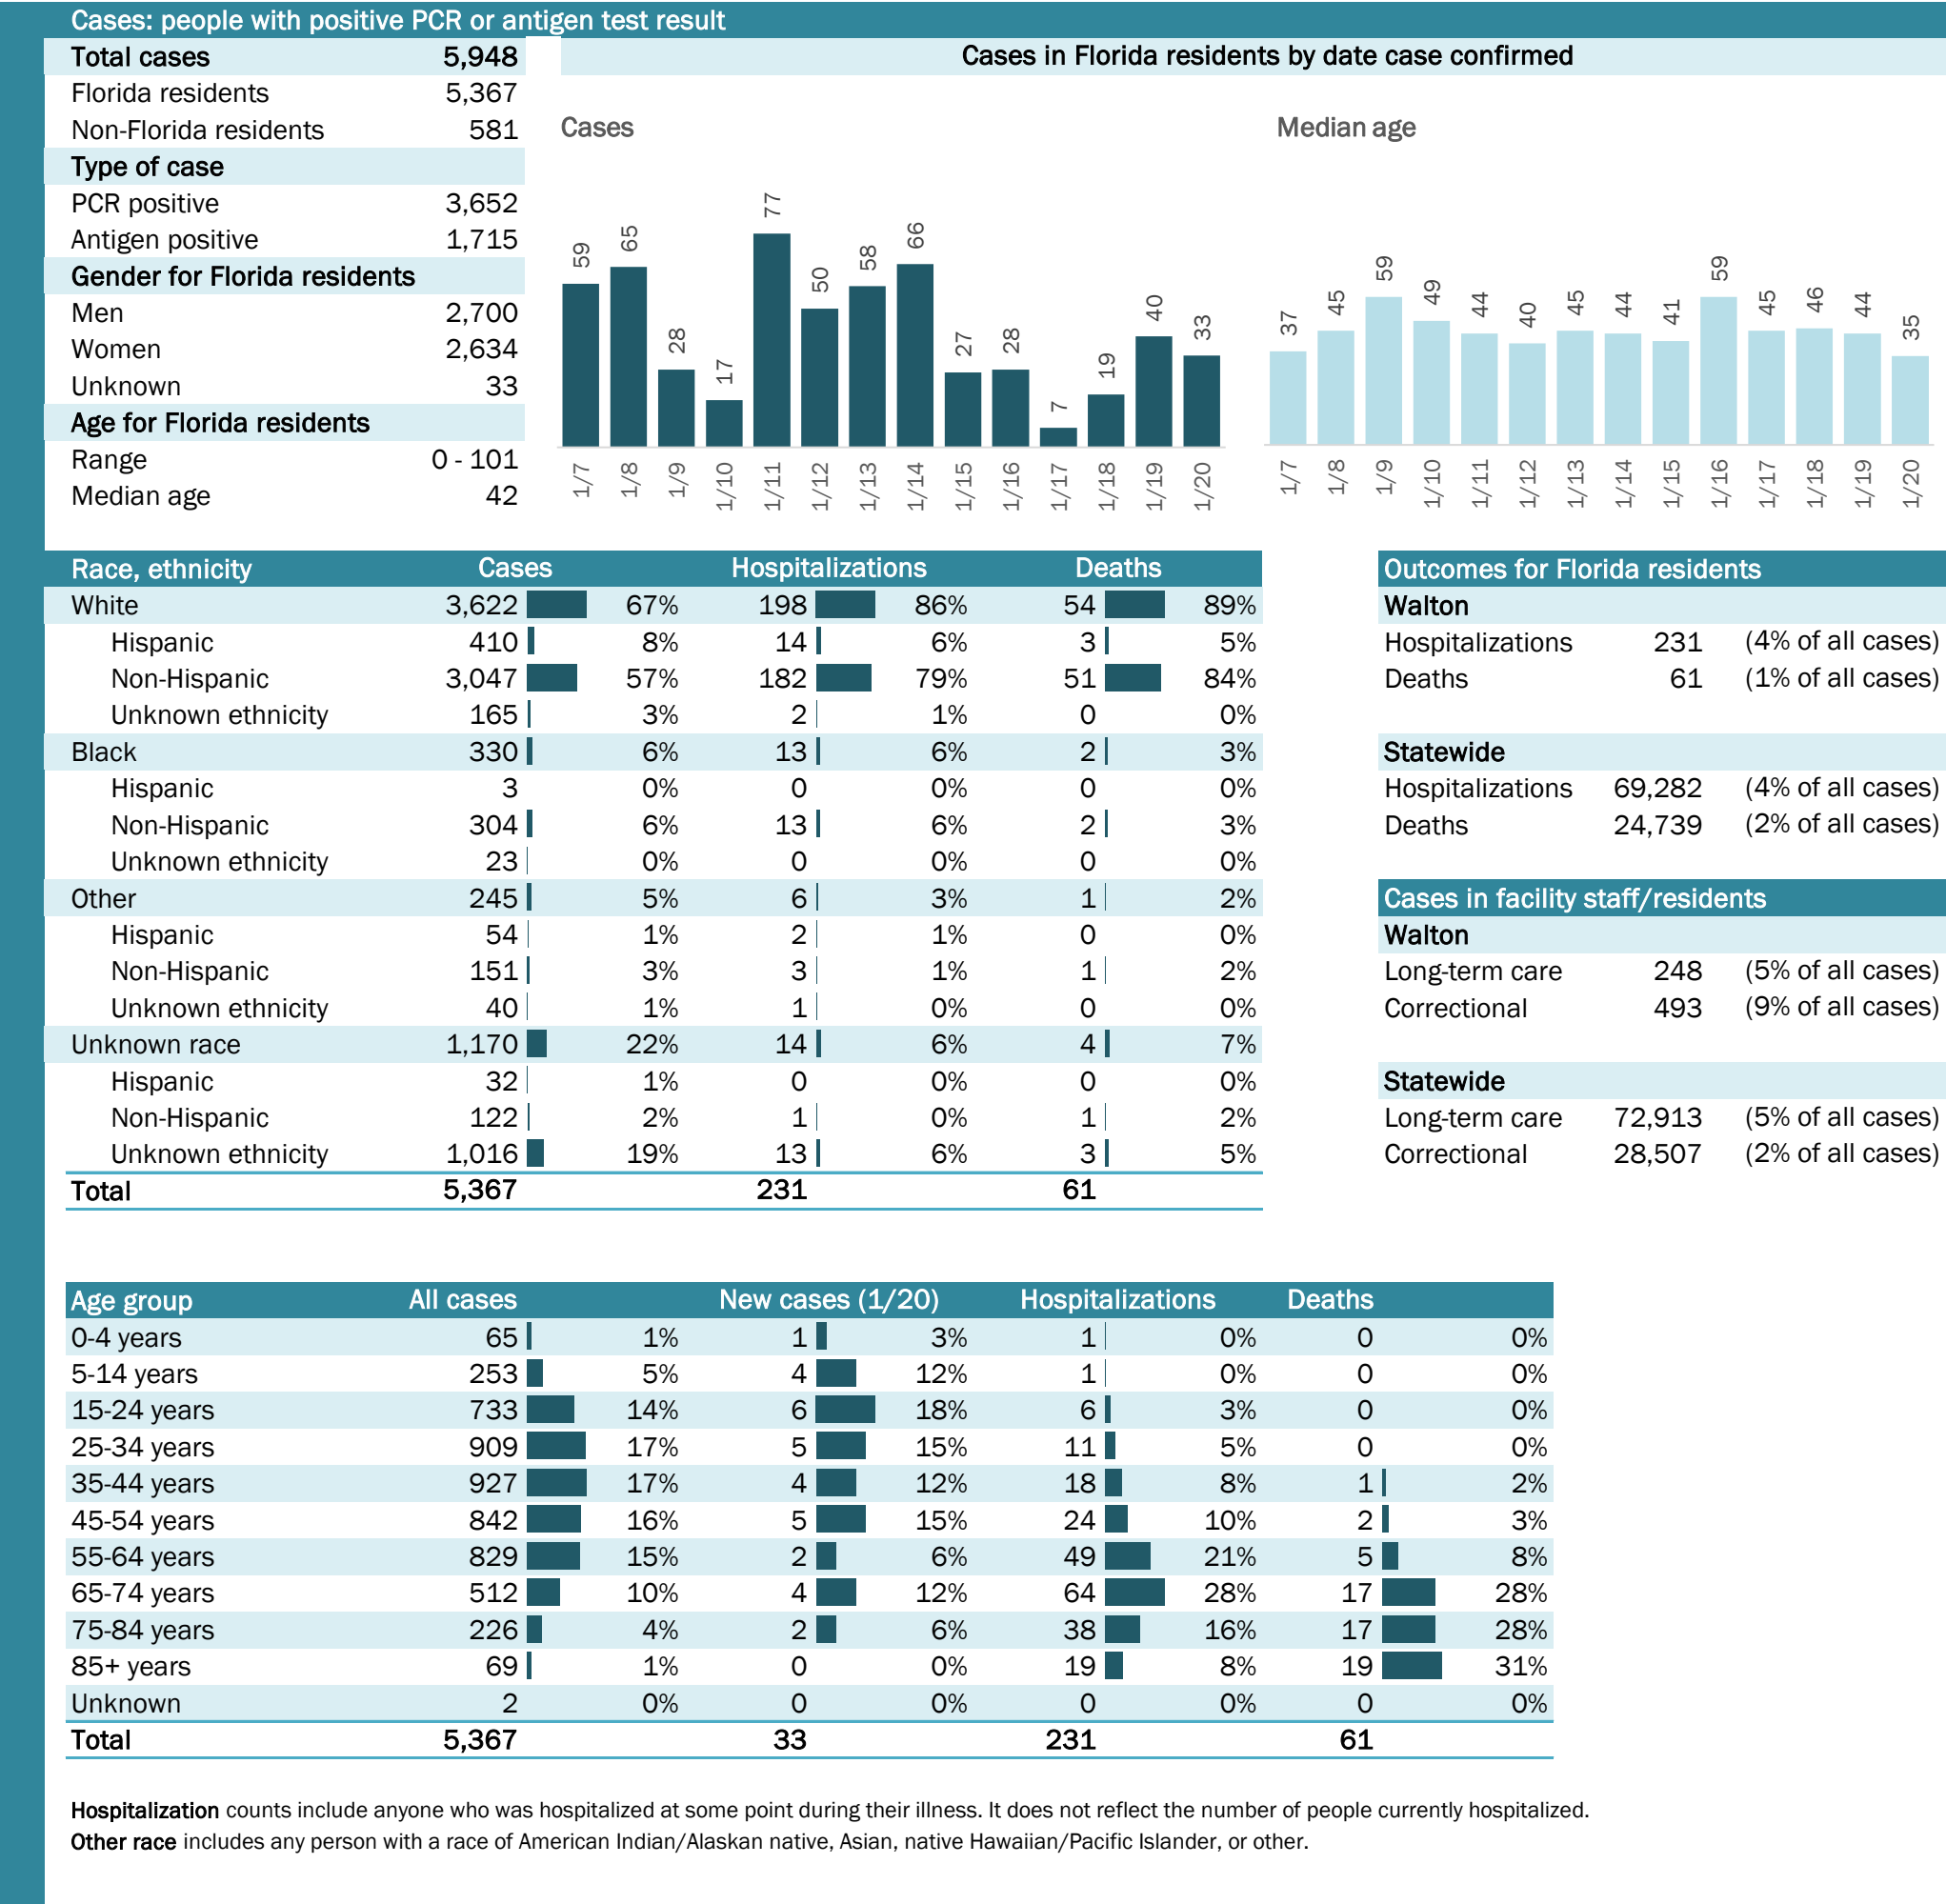 Cases: people with positive PCR or antigen test result
Total cases 5,948
Florida residents 5,367
Non-Florida residents 581
Type of case
PCR positive 3,652
Antigen positive 1,715
Gender for Florida residents
Men 2,700
Women 2,634
Unknown 33
Age for Florida residents
Range 0 - 101
Median age 42
Cases in Florida residents by date case confirmed
Cases
59 65 28 17 77 50 58 66 27 28 7 19 40 33
1/7 1/8 1/9 1/10 1/11 1/12 1/13 1/14 1/15 1/16 1/17 1/18 1/19 1/20
Median age
37 45 59 49 44 40 45 44 41 59 45 46 44 35
1/7 1/8 1/9 1/10 1/11 1/12 1/13 1/14 1/15 1/16 1/17 1/18 1/19 1/20
Race, ethnicity Cases Hospitalizations Deaths
White 3,622 67% 198 86% 54 89%
Hispanic 410 8% 14 6% 3 5%
Non-Hispanic 3,047 57% 182 79% 51 84%
Unknown ethnicity 165 3% 2 1% 0 0%
Black 330 6% 13 6% 2 3%
Hispanic 3 0% 0 0% 0 0%
Non-Hispanic 304 6% 13 6% 2 3%
Unknown ethnicity 23 0% 0 0% 0 0%
Other 245 5% 6 3% 1 2%
Hispanic 54 1% 2 1% 0 0%
Non-Hispanic 151 3% 3 1% 1 2%
Unknown ethnicity 40 1% 1 0% 0 0%
Unknown race 1,170 22% 14 6% 4 7%
Hispanic 32 1% 0 0% 0 0%
Non-Hispanic 122 2% 1 0% 1 2%
Unknown ethnicity 1,016 19% 13 6% 3 5%
Total 5,367 231 61
Outcomes for Florida residents
Walton
Hospitalizations 231 (4% of all cases)
Deaths 61 (1% of all cases)
Statewide
Hospitalizations 69,282 (4% of all cases)
Deaths 24,739 (2% of all cases)
Cases in facility staff/residents
Walton
Long-term care 248 (5% of all cases)
Correctional 493 (9% of all cases)
Statewide
Long-term care 72,913 (5% of all cases)
Correctional 28,507 (2% of all cases)
Age group All cases New cases (1/20) Hospitalizations Deaths
0-4 years 65 1% 1 3% 1 0% 0 0%
5-14 years 253 5% 4 12% 1 0% 0 0%
15-24 years 733 14% 6 18% 6 3% 0 0%
25-34 years 909 17% 5 15% 11 5% 0 0%
35-44 years 927 17% 4 12% 18 8% 1 2%
45-54 years 842 16% 5 15% 24 10% 2 3%
55-64 years 829 15% 2 6% 49 21% 5 8%
65-74 years 512 10% 4 12% 64 28% 17 28%
75-84 years 226 4% 2 6% 38 16% 17 28%
85+ years 69 1% 0 0% 19 8% 19 31%
Unknown 2 0% 0 0% 0 0% 0 0%
Total 5,367 33 231 61
Hospitalization counts include anyone who was hospitalized at some point during their illness. It does not reflect the number of people currently hospitalized.
Other race includes any person with a race of American Indian/Alaskan native, Asian, native Hawaiian/Pacific Islander, or other.